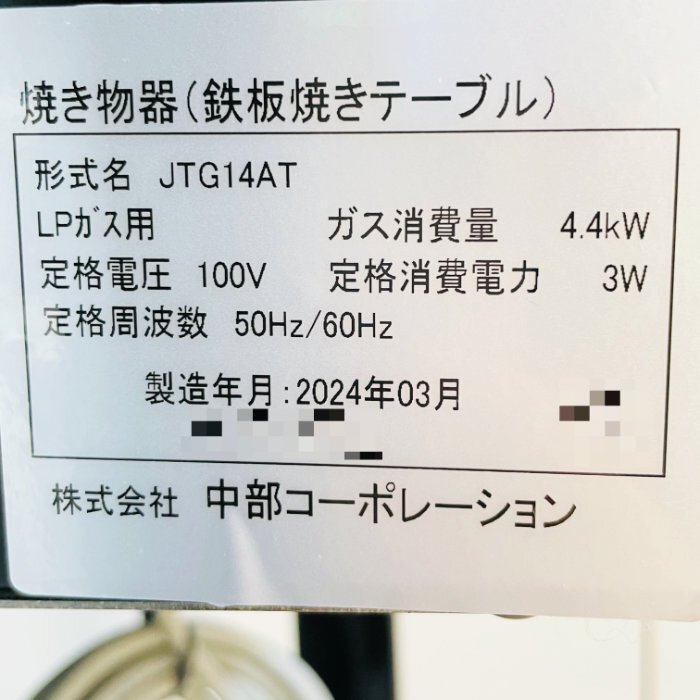 焼き物器(鉄板焼きテーブル)
形式名 JTG14AT
LPガス用 ガス消費量 4.4kW
定格電圧 100V 定格消費電力 3W
定格周波数 50Hz/60Hz
製造年月:2024年03月
株式会社 中部コーポレーション